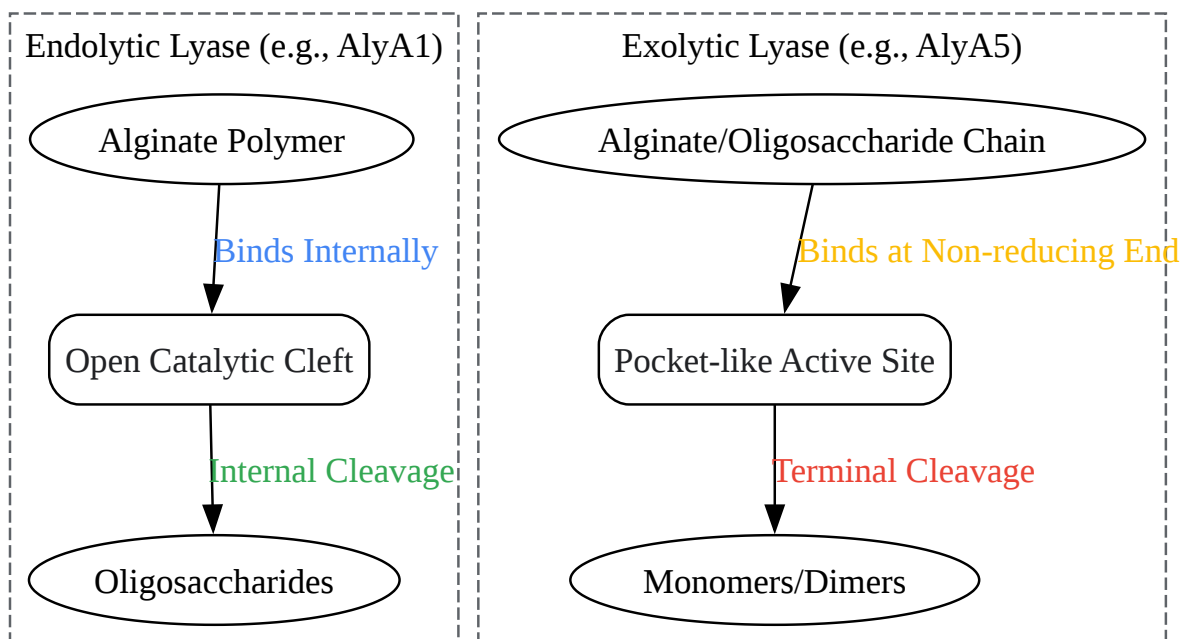 Endolytic Lyase (e.g., AlyA1)
Alginate Polymer
Binds Internally
Open Catalytic Cleft
Internal Cleavage
Oligosaccharides
Exolytic Lyase (e.g., AlyA5)
Alginate/Oligosaccharide Chain
Binds at Non-reducing End
Pocket-like Active Site
Terminal Cleavage
Monomers/Dimers